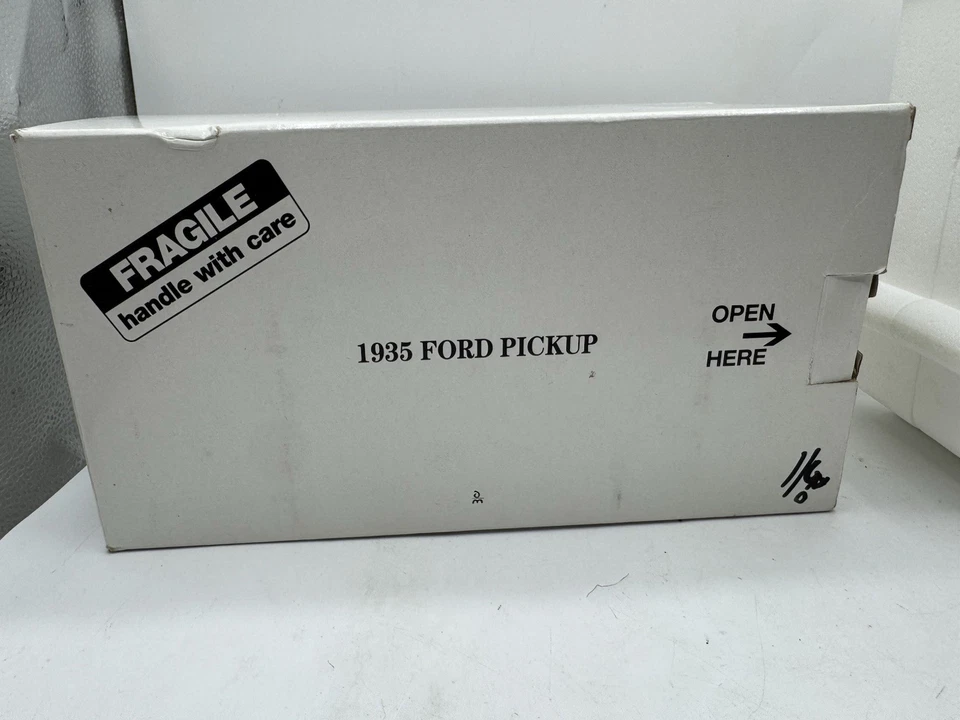 FRAGILE
handle with care
1935 FORD PICKUP
OPEN
HERE